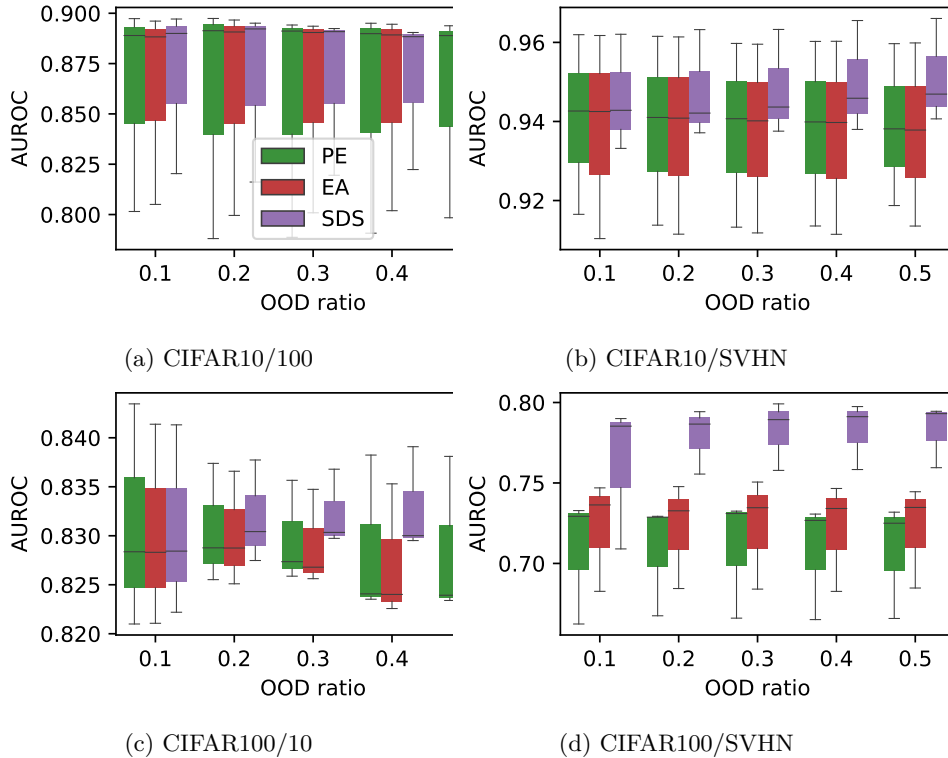 0.900
0.875
0.850
0.825
0.800
AUROC
PE
EA
SDS
0.1 0.2 0.3 0.4
OOD ratio
(a) CIFAR10/100
0.96
0.94
0.92
AUROC
0.1 0.2 0.3 0.4 0.5
OOD ratio
(b) CIFAR10/SVHN
0.840
0.835
0.830
0.825
0.820
AUROC
0.1 0.2 0.3 0.4
OOD ratio
(c) CIFAR100/10
0.80
0.75
0.70
AUROC
0.1 0.2 0.3 0.4 0.5
OOD ratio
(d) CIFAR100/SVHN